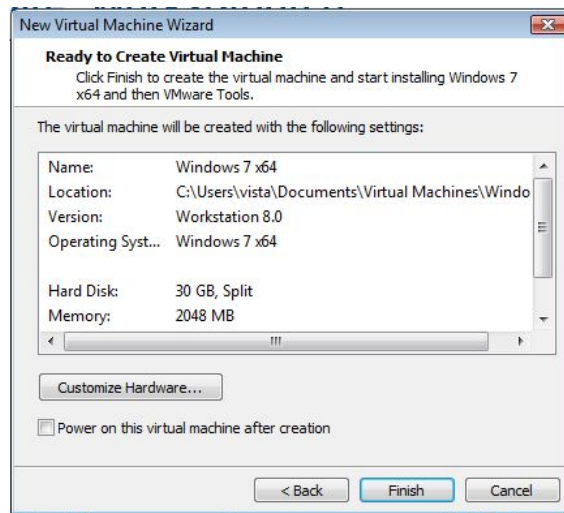 New Virtual Machine Wizard
Ready to Create Virtual Machine
Click Finish to create the virtual machine and start installing Windows 7
x64 and then VMware Tools.
The virtual machine will be created with the following settings:
Name: Windows 7 x64
Location: C:\Users\vista\Documents\Virtual Machines\Windo
Version: Workstation 8.0
Operating Syst... Windows 7 x64
Hard Disk: 30 GB, Split
Memory: 2048 MB
Customize Hardware...
Power on this virtual machine after creation
< Back Finish Cancel